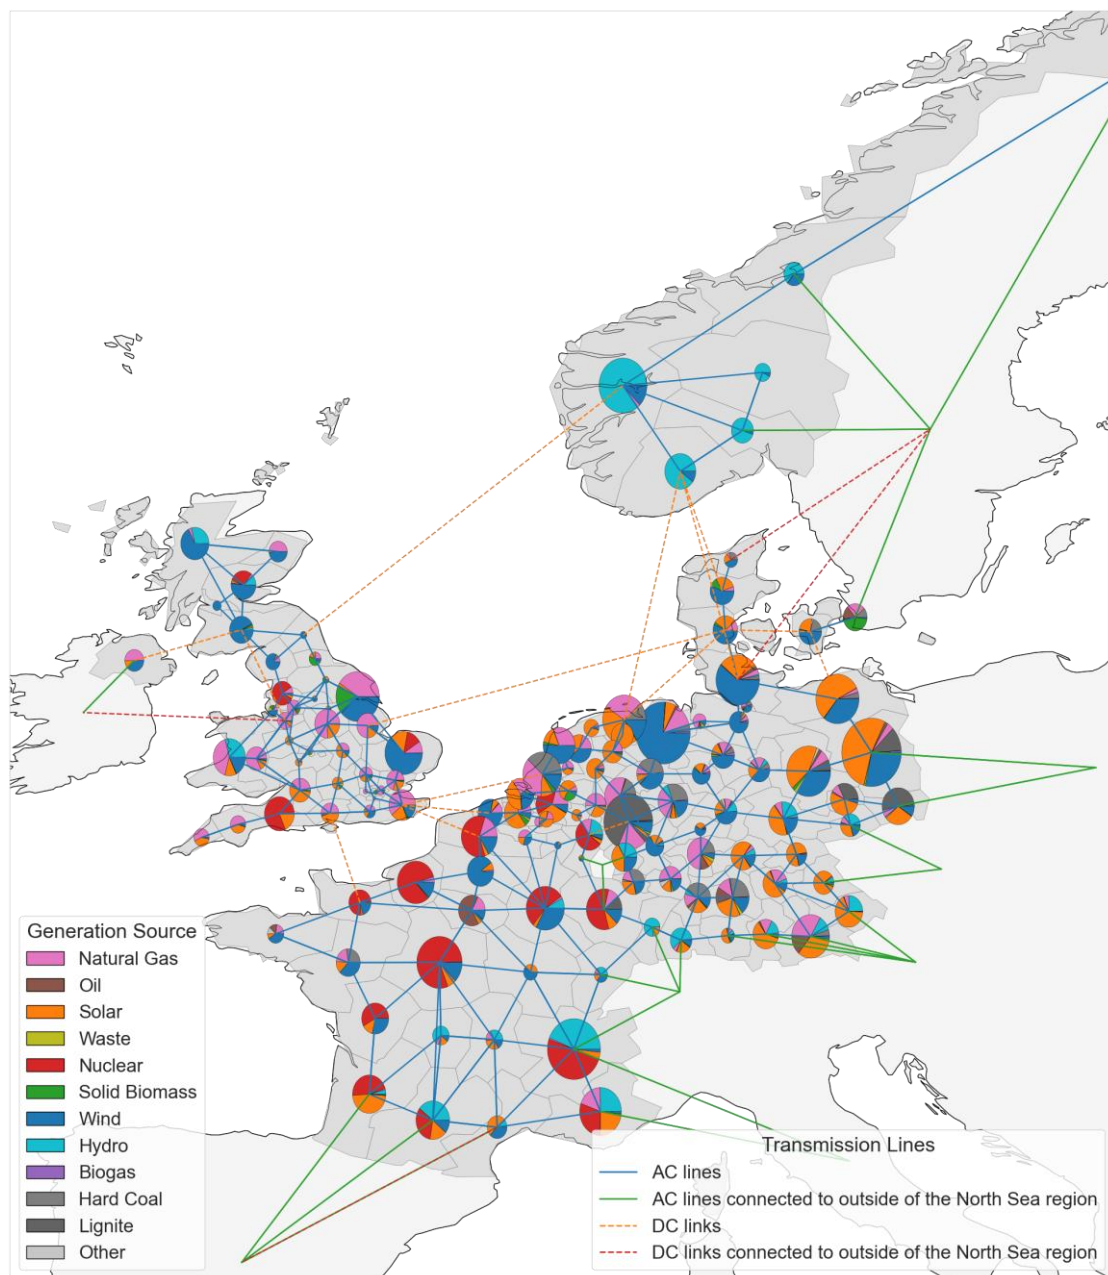 Generation Source
Natural Gas
Oil
Solar
Waste
Nuclear
Solid Biomass
Wind
Hydro
Biogas
Hard Coal
Lignite
Other
Transmission Lines
AC lines
AC lines connected to outside of the North Sea region
DC links
DC links connected to outside of the North Sea region